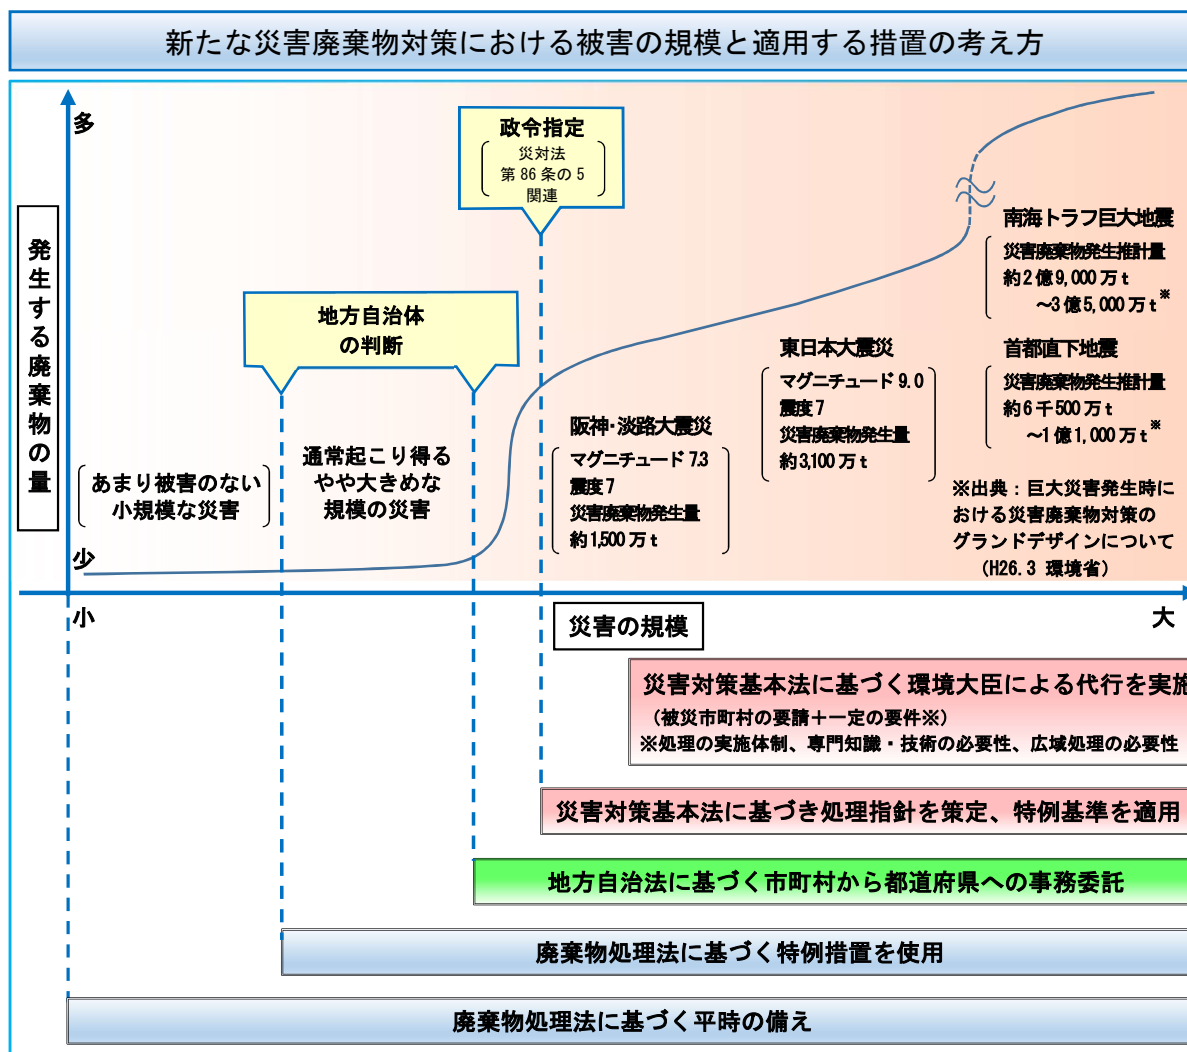 新たな災害廃棄物対策における被害の規模と適用する措置の考え方
多
政令指定
災対法
第86条の5
関連
発生する廃棄物の量
地方自治体
の判断
南海トラフ巨大地震
災害廃棄物発生推計量
約2億9,000万t
～3億5,000万t※
東日本大震災
マグニチュード9.0
震度7
災害廃棄物発生量
約3,100万t
首都直下地震
災害廃棄物発生推計量
約6千500万t
～1億1,000万t※
阪神・淡路大震災
マグニチュード7.3
震度7
災害廃棄物発生量
約1,500万t
あまり被害のない
小規模な災害
通常起こり得る
やや大きめな
規模の災害
※出典：巨大災害発生時に
おける災害廃棄物対策の
グランドデザインについて
（H26.3 環境省）
少
小
災害の規模
大
災害対策基本法に基づく環境大臣による代行を実施
（被災市町村の要請＋一定の要件※）
※処理の実施体制、専門知識・技術の必要性、広域処理の必要性
災害対策基本法に基づき処理指針を策定、特例基準を適用
地方自治法に基づく市町村から都道府県への事務委託
廃棄物処理法に基づく特例措置を使用
廃棄物処理法に基づく平時の備え